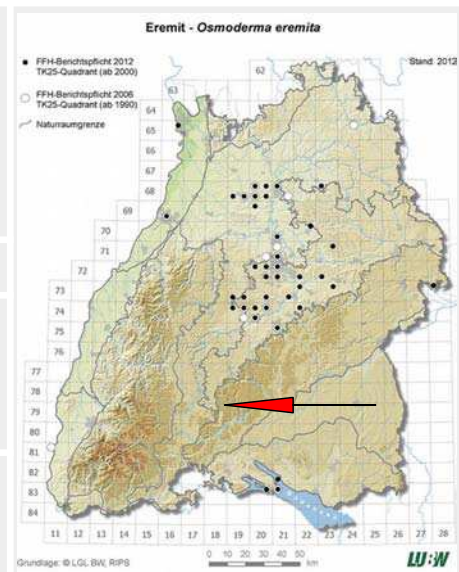 Eremit - Osmoderma eremita
FFH-Berichtspflicht 2012
TK25-Quadrant (ab 2000)
FFH-Berichtspflicht 2006
TK25-Quadrant (ab 1990)
Naturraumgrenze
Stand: 2012
62
63
64
65
66
67
68
69
70
71
72
73
74
75
76
77
78
79
80
81
82
83
84
11 12 13 14 15 16 17 18 19 20 21 22 23 24 25 26 27 28
0 10 20 30 40 50
km
Grundlage: © LGL BW, RIPS
LUBW